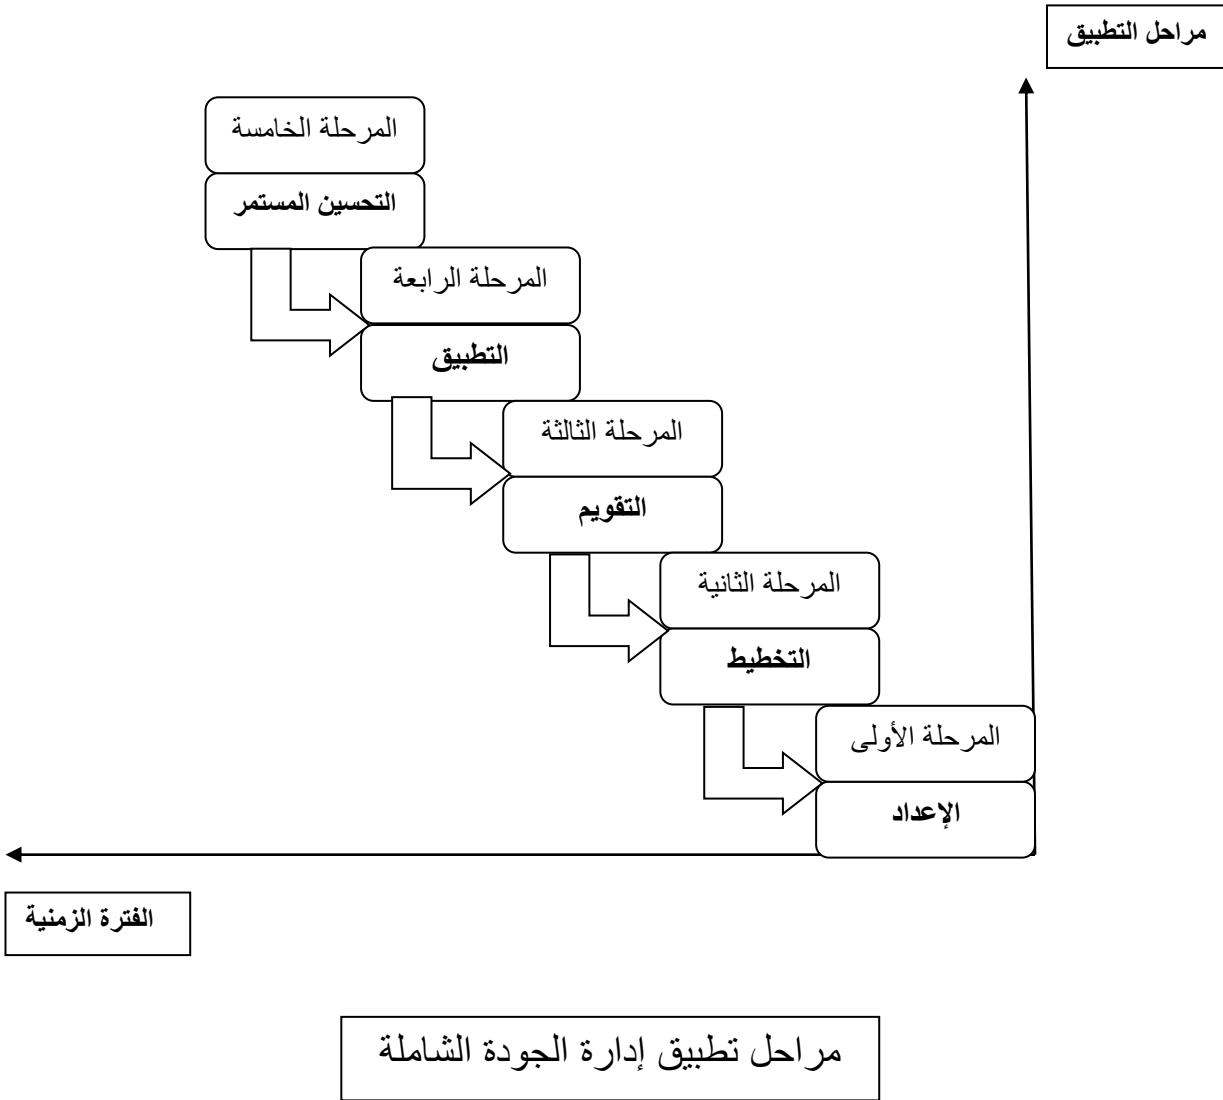 مراحل التطبيق
المرحلة الخامسة
التحسين المستمر
المرحلة الرابعة
التطبيق
المرحلة الثالثة
التقويم
المرحلة الثانية
التخطيط
المرحلة الأولى
الإعداد
الفترة الزمنية
مراحل تطبيق إدارة الجودة الشاملة